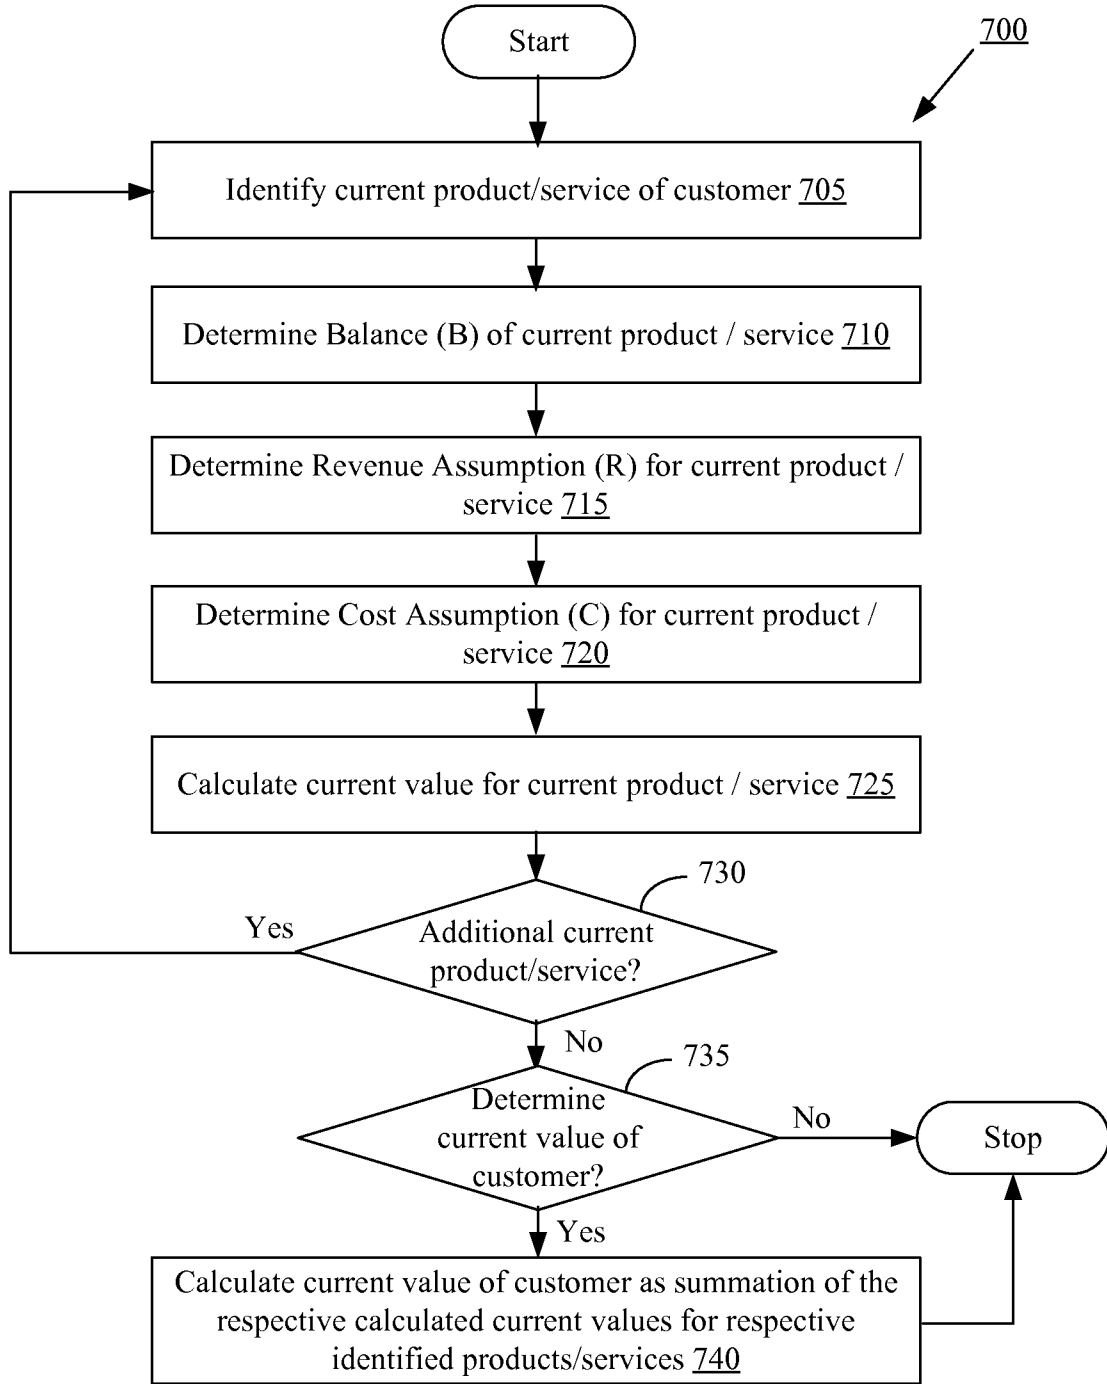 Start
700
Identify current product/service of customer 705
Determine Balance (B) of current product / service 710
Determine Revenue Assumption (R) for current product /
service 715
Determine Cost Assumption (C) for current product /
service 720
Calculate current value for current product / service 725
730
Yes
Additional current
product/service?
No
735
Determine
current value of
customer?
No
Stop
Yes
Calculate current value of customer as summation of the
respective calculated current values for respective
identified products/services 740